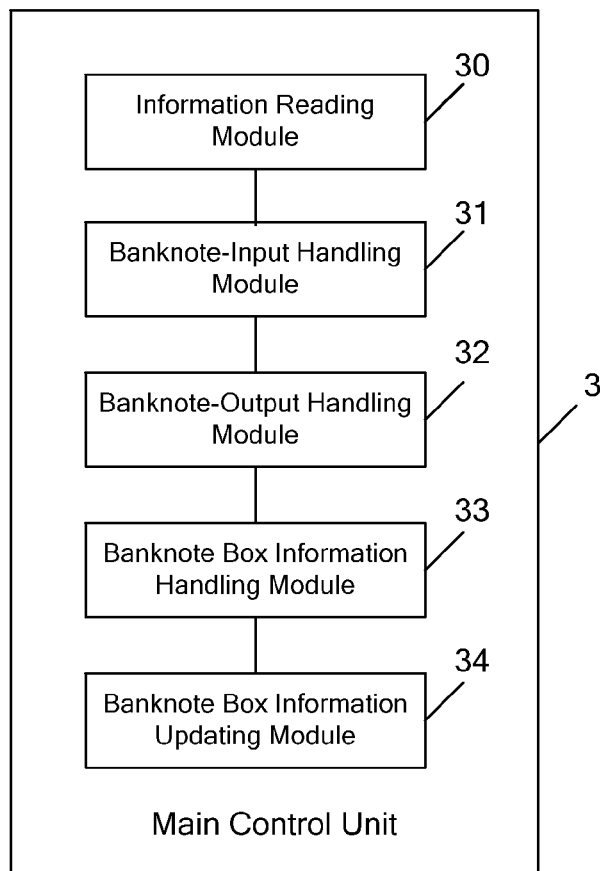 30
Information Reading
Module
31
Banknote-Input Handling
Module
32
Banknote-Output Handling
Module
3
33
Banknote Box Information
Handling Module
34
Banknote Box Information
Updating Module
Main Control Unit